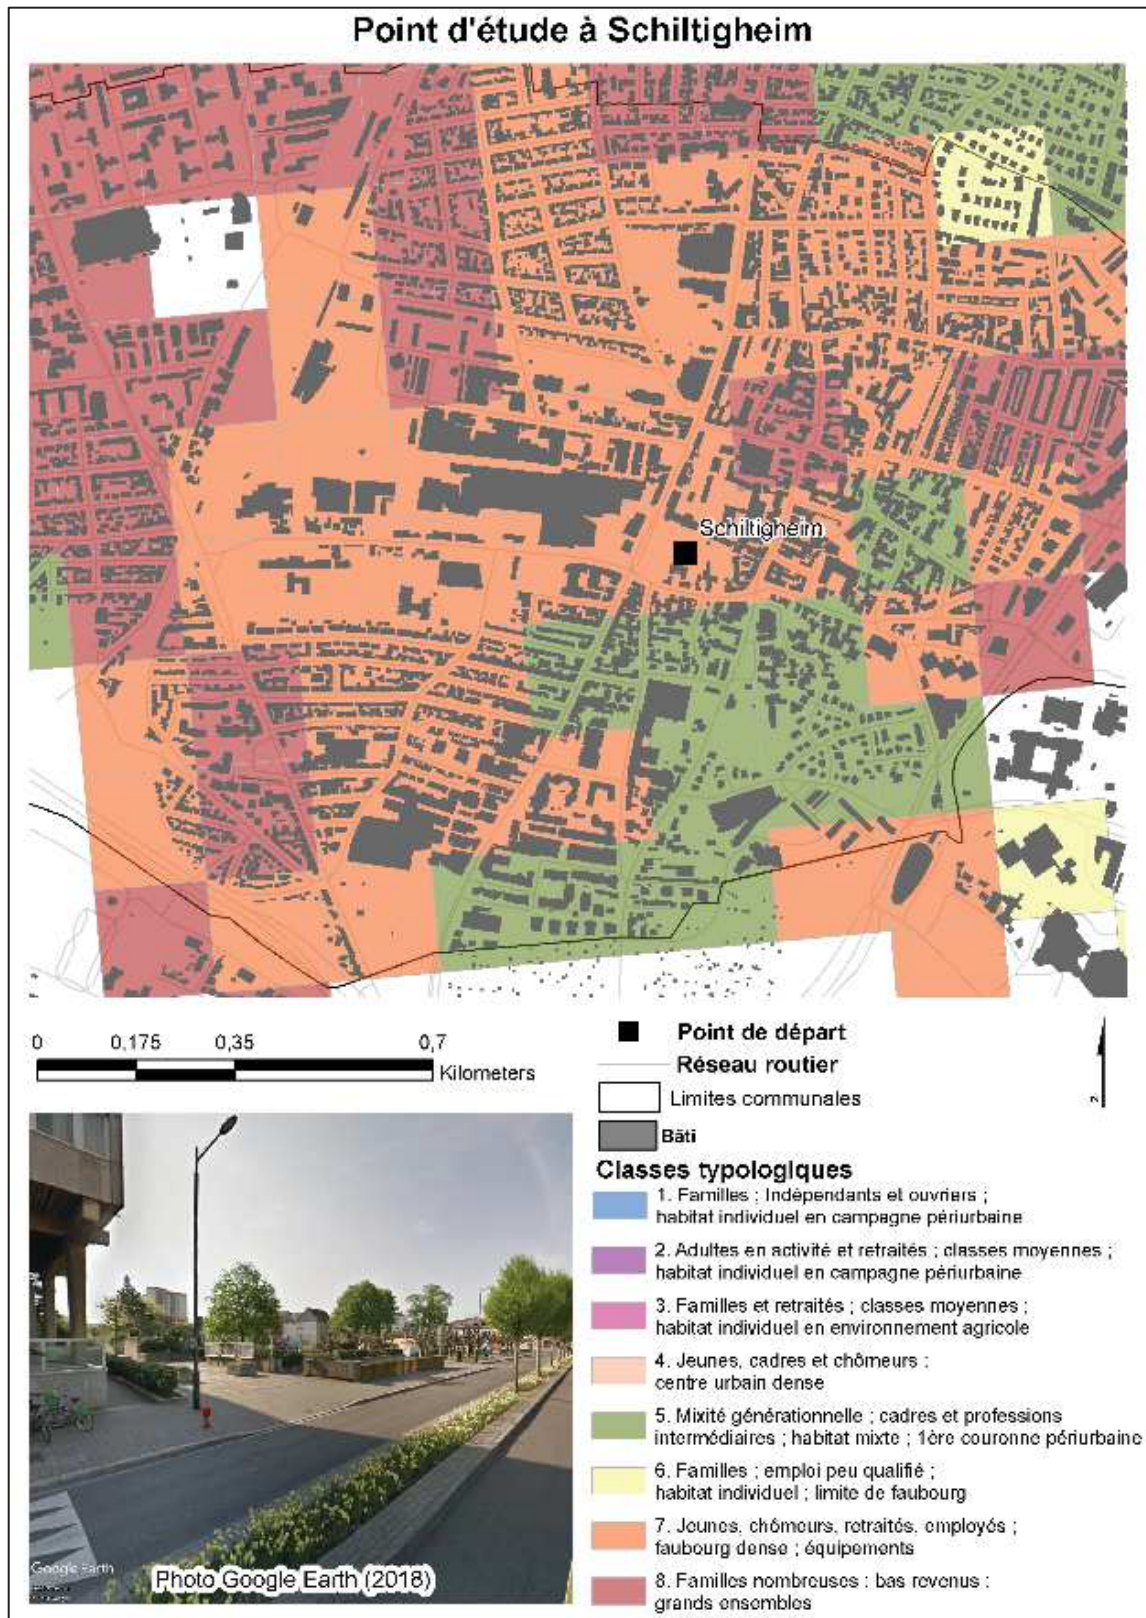 Point d'étude à Schiltigheim
Schiltigheim
0 0,175 0,35 0,7
Kilometers
Point de départ
Réseau routier
Limites communales
Bâti
Classes typologiques
1. Familles ; Indépendants et ouvriers ;
habitat individuel en campagne périurbaine
2. Adultes en activité et retraités ; classes moyennes ;
habitat individuel en campagne périurbaine
3. Familles et retraités ; classes moyennes ;
habitat individuel en environnement agricole
4. Jeunes, cadres et chômeurs :
centre urbain dense
5. Mixité générationnelle ; cadres et professions
intermédiaires ; habitat mixte ; 1ère couronne périurbaine
6. Familles ; emploi peu qualifié ;
habitat individuel ; limite de faubourg
7. Jeunes, chômeurs, retraités, employés ;
faubourg dense ; équipements
8. Familles nombreuses : bas revenus :
grands ensembles
Google Earth
Photo Google Earth (2018)